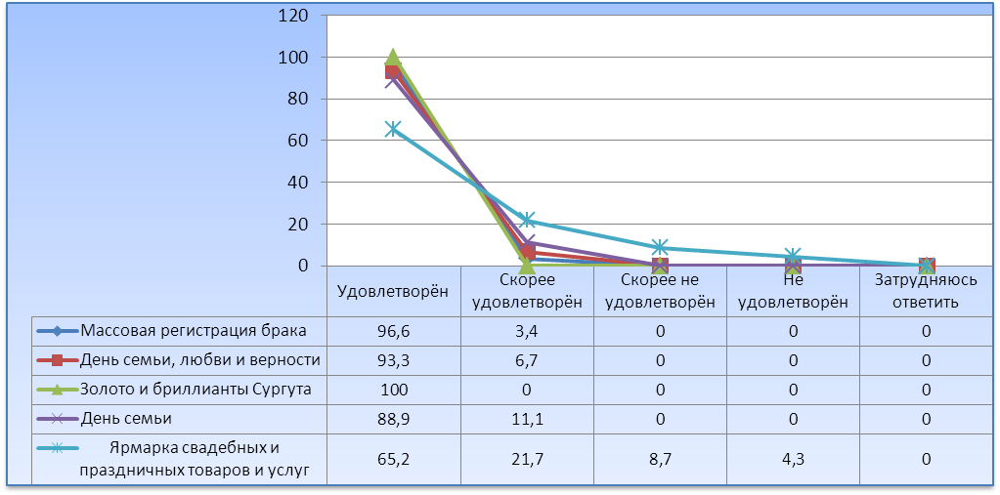 120
100
80
60
40
20
0
Удовлетворён
Скорее
удовлетворён
Скорее не
удовлетворён
Не
удовлетворён
Затрудняюсь
ответить
Массовая регистрация брака 96,6 3,4 0 0 0
День семьи, любви и верности 93,3 6,7 0 0 0
Золото и бриллианты Сургута 100 0 0 0 0
День семьи 88,9 11,1 0 0 0
Ярмарка свадебных и
праздничных товаров и услуг 65,2 21,7 8,7 4,3 0